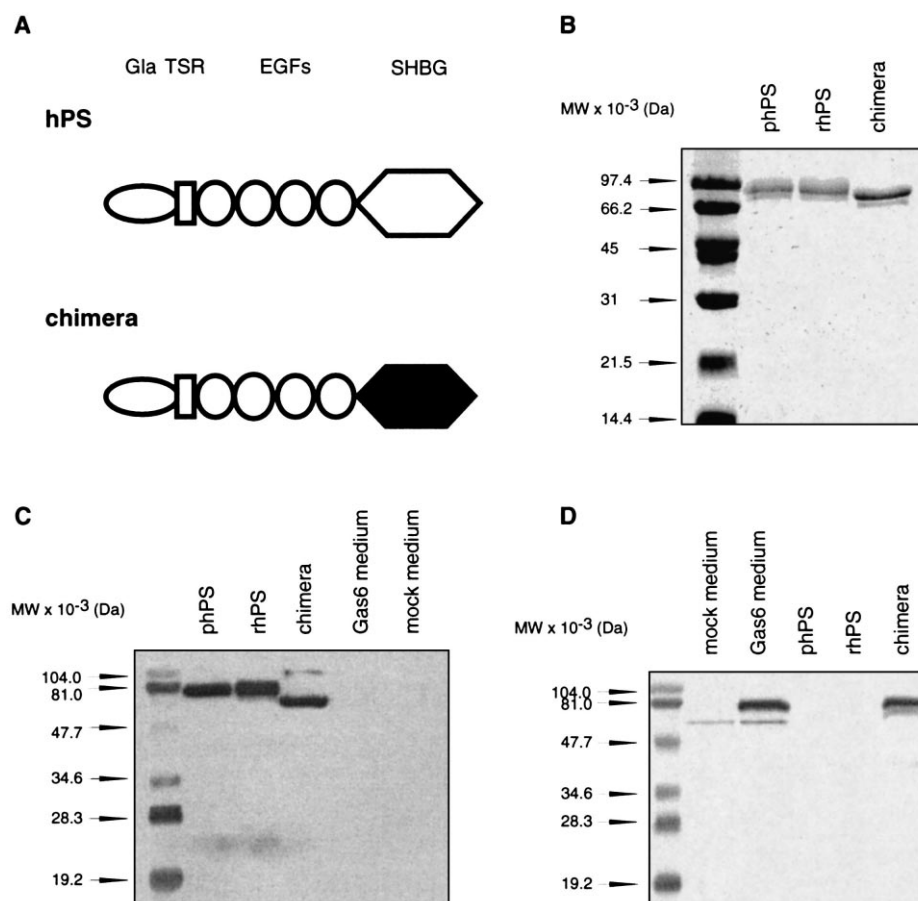 A
Gla TSR EGFs SHBG
hPS
chimera
B
MW x 10-3 (Da)
phPS
rhPS
chimera
97.4
66.2
45
31
21.5
14.4
C
MW x 10-3 (Da)
phPS
rhPS
chimera
Gas6 medium
mock medium
104.0
81.0
47.7
34.6
28.3
19.2
D
MW x 10-3 (Da)
mock medium
Gas6 medium
phPS
rhPS
chimera
104.0
81.0
47.7
34.6
28.3
19.2